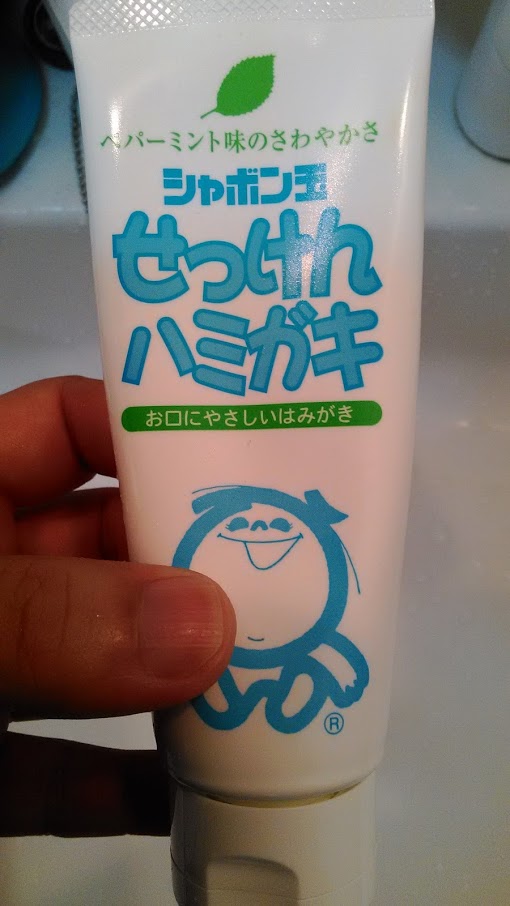 ペパーミント味のさわやかさ
シャボン玉
せっけん
ハミガキ
お口にやさしいはみがき
®